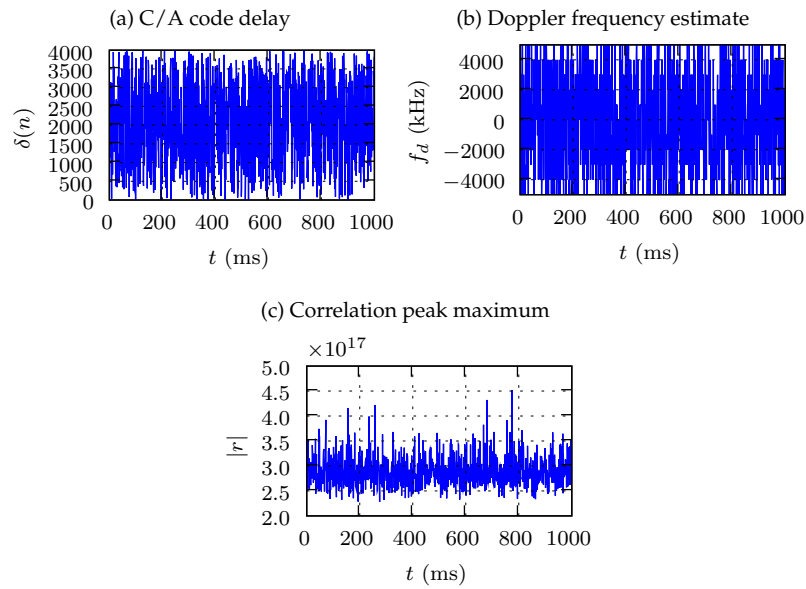 (a) C/A code delay
4000
3500
3000
2500
2000
1500
1000
500
0
δ(n)
0 200 400 600 800 1000
t (ms)
(b) Doppler frequency estimate
4000
2000
0
−2000
−4000
f_d (kHz)
0 200 400 600 800 1000
t (ms)
(c) Correlation peak maximum
×10^17
5.0
4.5
4.0
3.5
3.0
2.5
2.0
|r|
0 200 400 600 800 1000
t (ms)